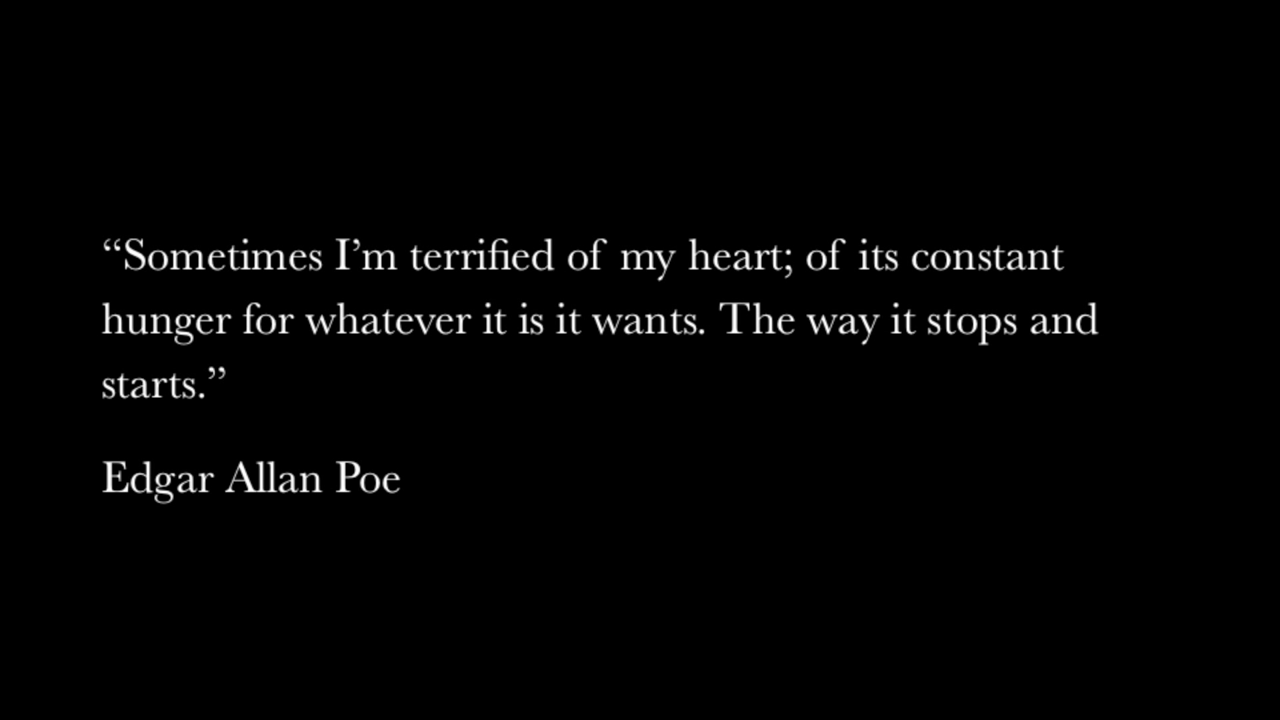 “Sometimes I’m terrified of my heart; of its constant
hunger for whatever it is it wants. The way it stops and
starts.”
Edgar Allan Poe